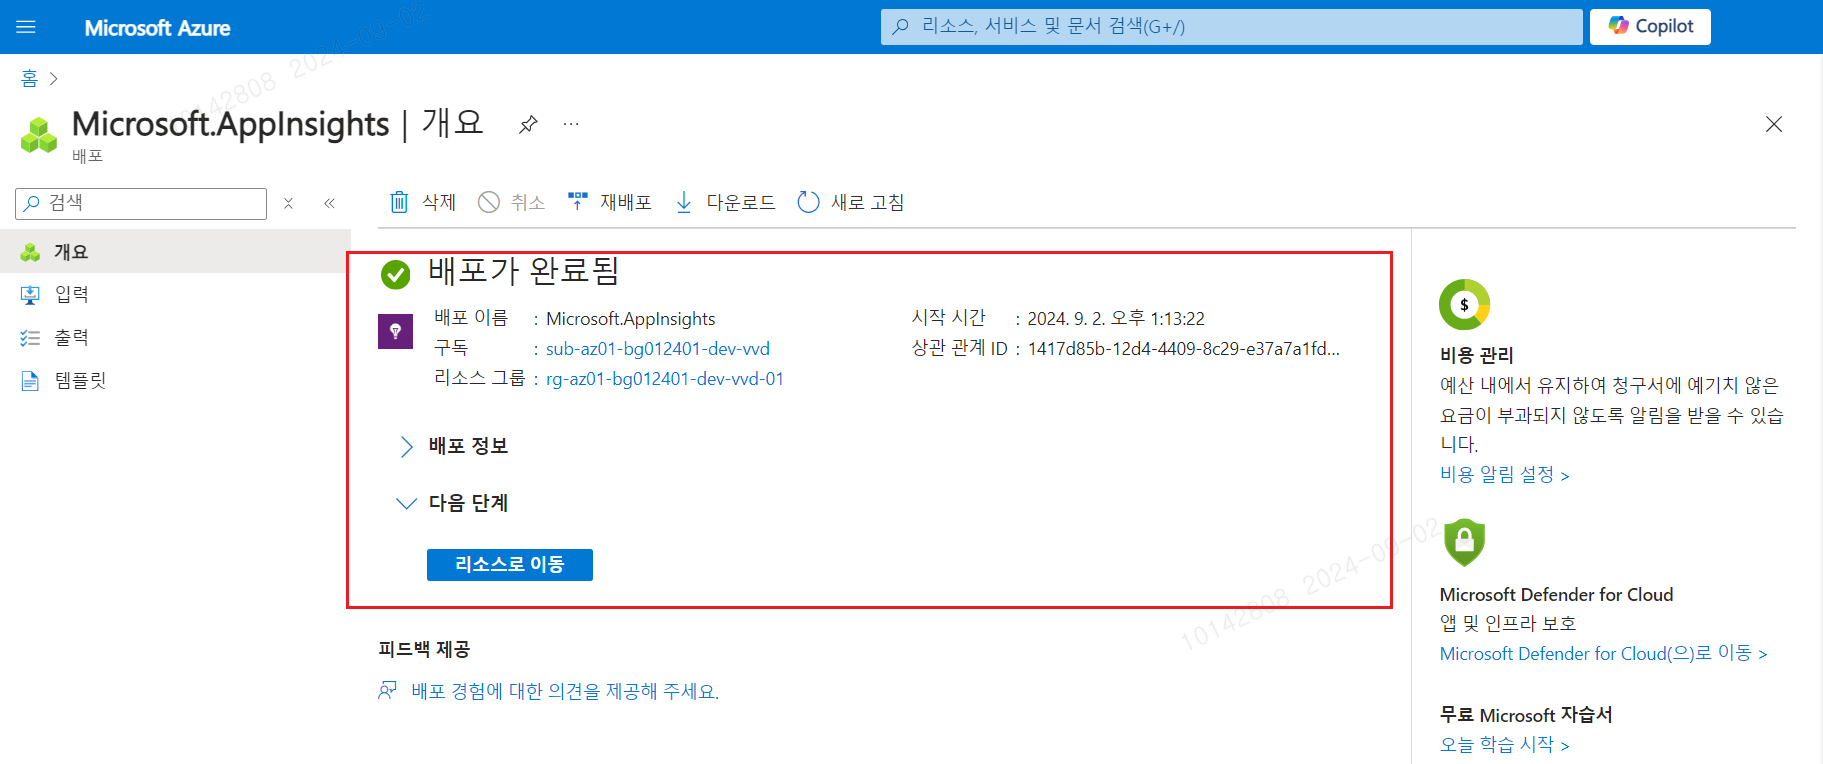 Microsoft Azure
리소스, 서비스 및 문서 검색(G+/)
Copilot
홈 >
Microsoft.AppInsights | 개요
배포
검색
개요
입력
출력
템플릿
삭제 취소 재배포 다운로드 새로 고침
배포가 완료됨
배포 이름 : Microsoft.AppInsights
구독 : sub-az01-bg012401-dev-vvd
리소스 그룹 : rg-az01-bg012401-dev-vvd-01
시작 시간 : 2024. 9. 2. 오후 1:13:22
상관 관계 ID : 1417d85b-12d4-4409-8c29-e37a7a1fd...
배포 정보
다음 단계
리소스로 이동
피드백 제공
배포 경험에 대한 의견을 제공해 주세요.
$
비용 관리
예산 내에서 유지하여 청구서에 예기치 않은
요금이 부과되지 않도록 알림을 받을 수 있습
니다.
비용 알림 설정 >
Microsoft Defender for Cloud
앱 및 인프라 보호
Microsoft Defender for Cloud(으)로 이동 >
무료 Microsoft 자습서
오늘 학습 시작 >
10142808 2024-09-02
10142808 2024-09-02